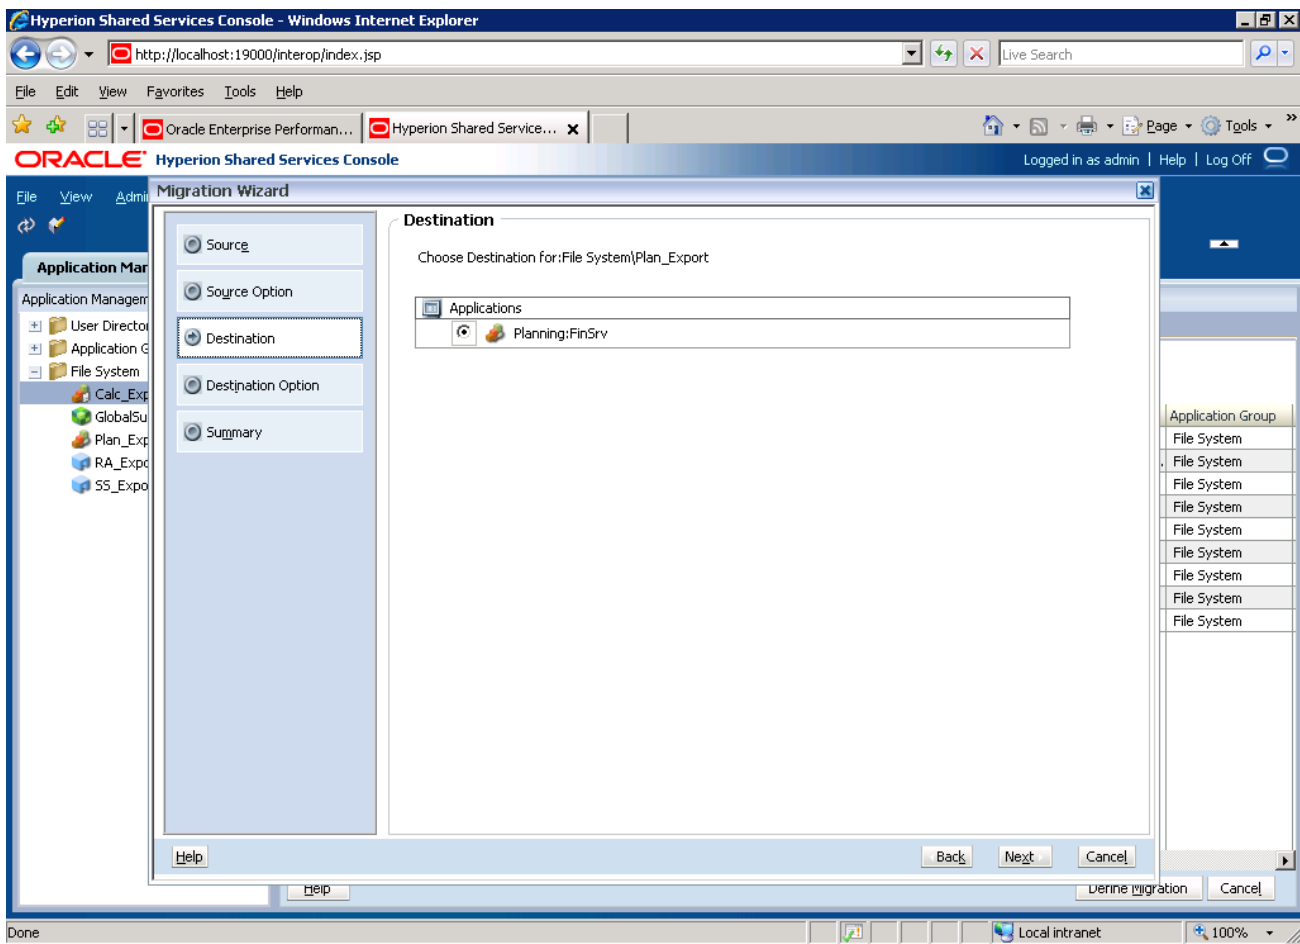 Hyperion Shared Services Console - Windows Internet Explorer
http://localhost:19000/interop/index.jsp
Live Search
File Edit View Favorites Tools Help
Oracle Enterprise Performan...
Hyperion Shared Service...
Page Tools
ORACLE Hyperion Shared Services Console
Logged in as admin | Help | Log Off
File View
Migration Wizard
Application
Application
User
Application
File System
GlobalSu
Source
Source Option
Destination
Destination Option
Summary
Destination
Choose Destination for:File System\Plan_Export
Applications
Planning:FinSrv
Application Group
File System
File System
File System
File System
File System
File System
File System
File System
File System
Help
Back Next Cancel
Help
Define Migration
Cancel
Done
Local intranet
100%